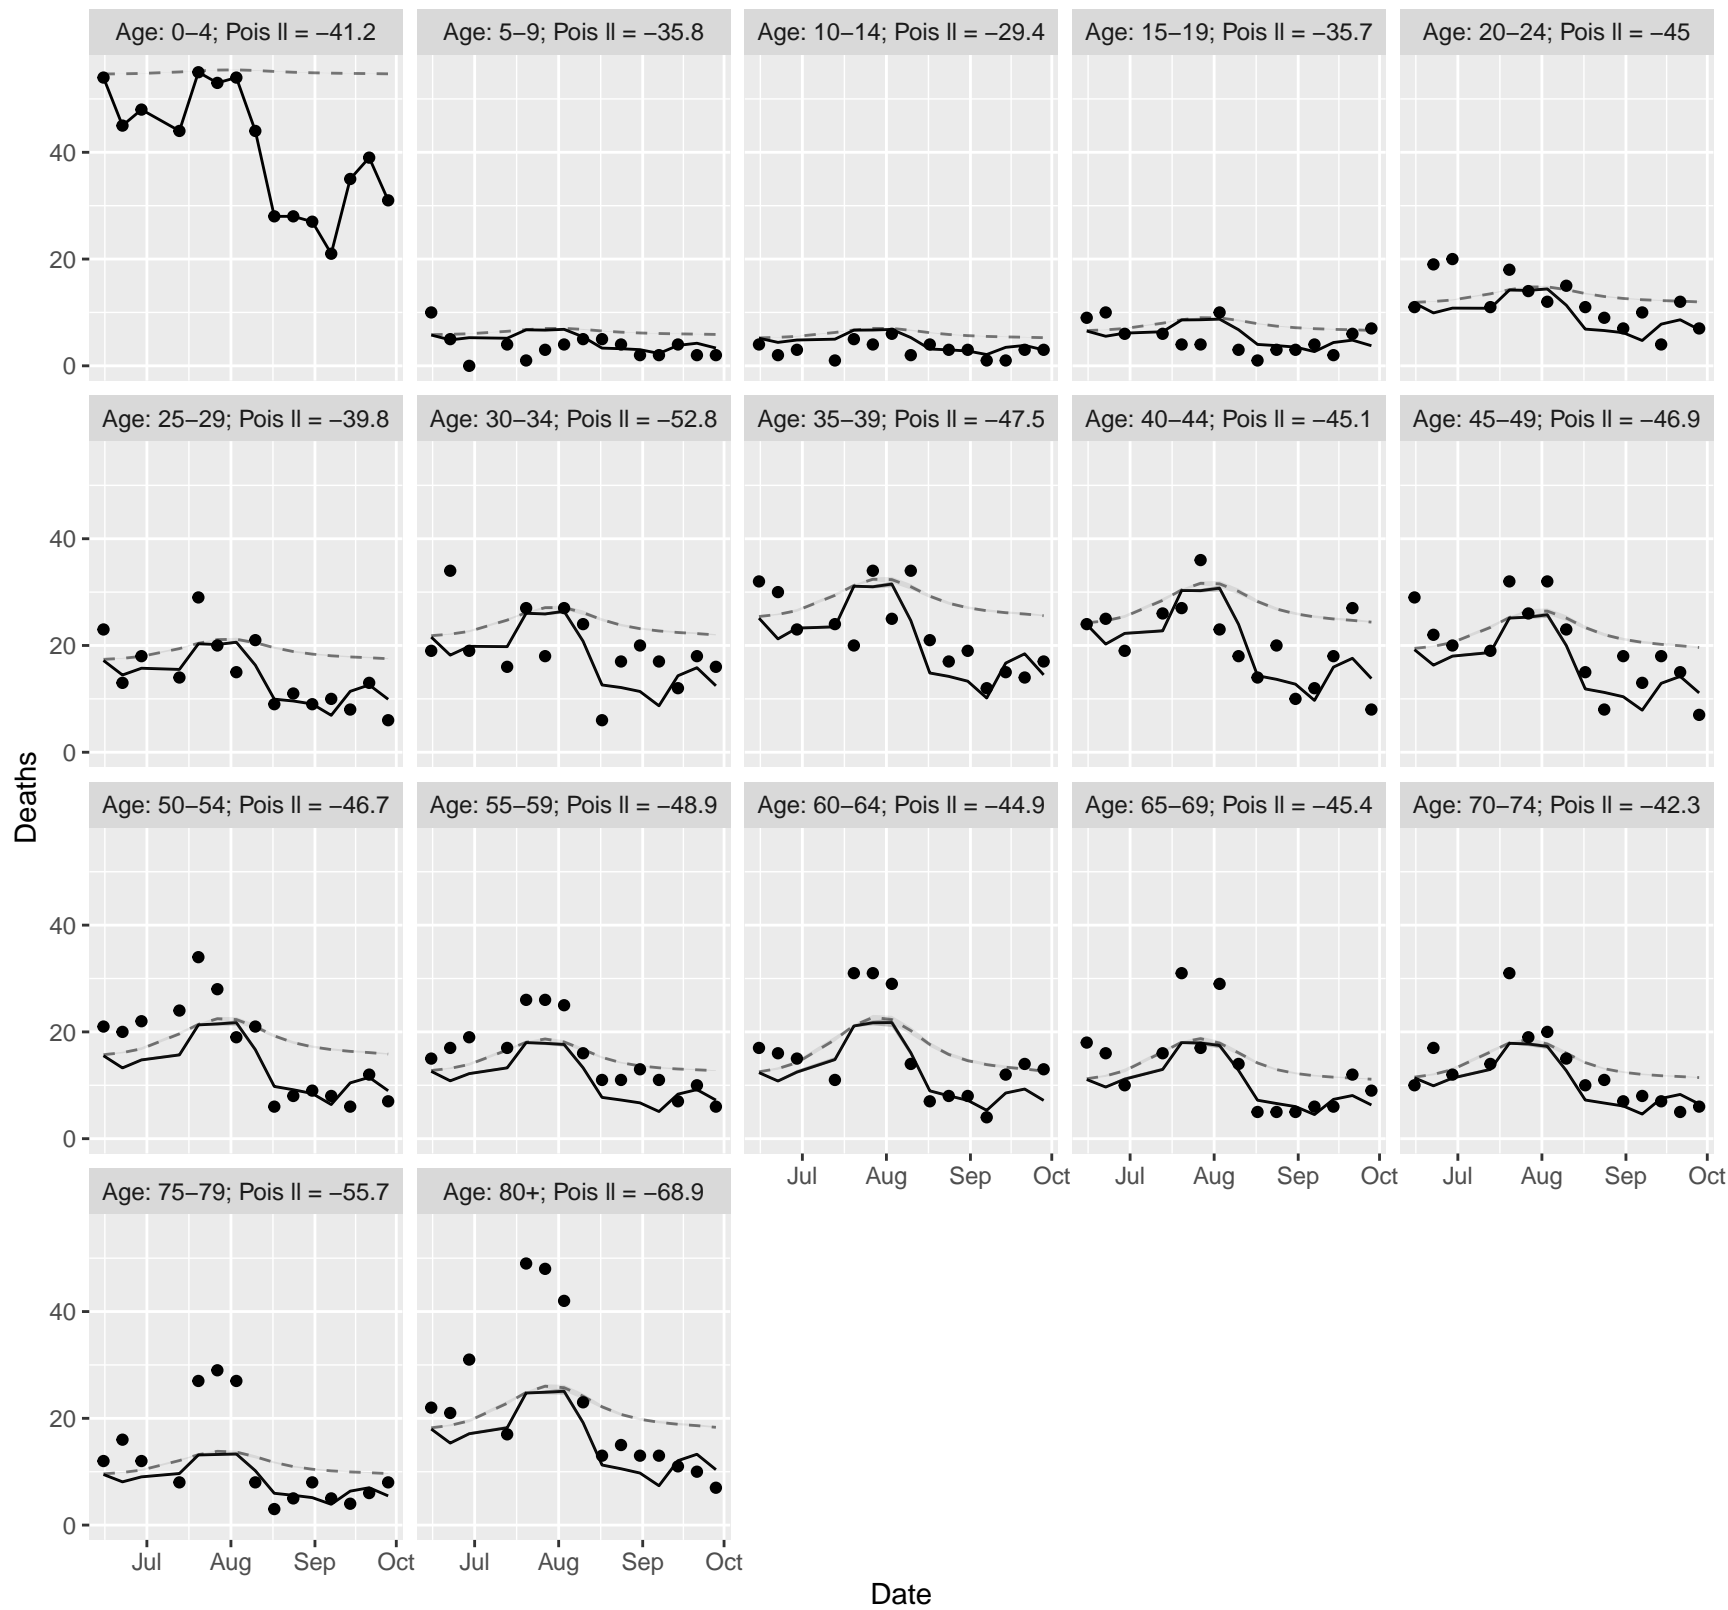 Age: 0−4; Pois ll = −41.2
Age: 5−9; Pois ll = −35.8
Age: 10−14; Pois ll = −29.4
Age: 15−19; Pois ll = −35.7
Age: 20−24; Pois ll = −45
40
20
0
Age: 25−29; Pois ll = −39.8
Age: 30−34; Pois ll = −52.8
Age: 35−39; Pois ll = −47.5
Age: 40−44; Pois ll = −45.1
Age: 45−49; Pois ll = −46.9
40
20
0
Deaths
Age: 50−54; Pois ll = −46.7
Age: 55−59; Pois ll = −48.9
Age: 60−64; Pois ll = −44.9
Age: 65−69; Pois ll = −45.4
Age: 70−74; Pois ll = −42.3
40
20
0
Jul Aug Sep Oct
Jul Aug Sep Oct
Jul Aug Sep Oct
Age: 75−79; Pois ll = −55.7
Age: 80+; Pois ll = −68.9
40
20
0
Jul Aug Sep Oct
Jul Aug Sep Oct
Date